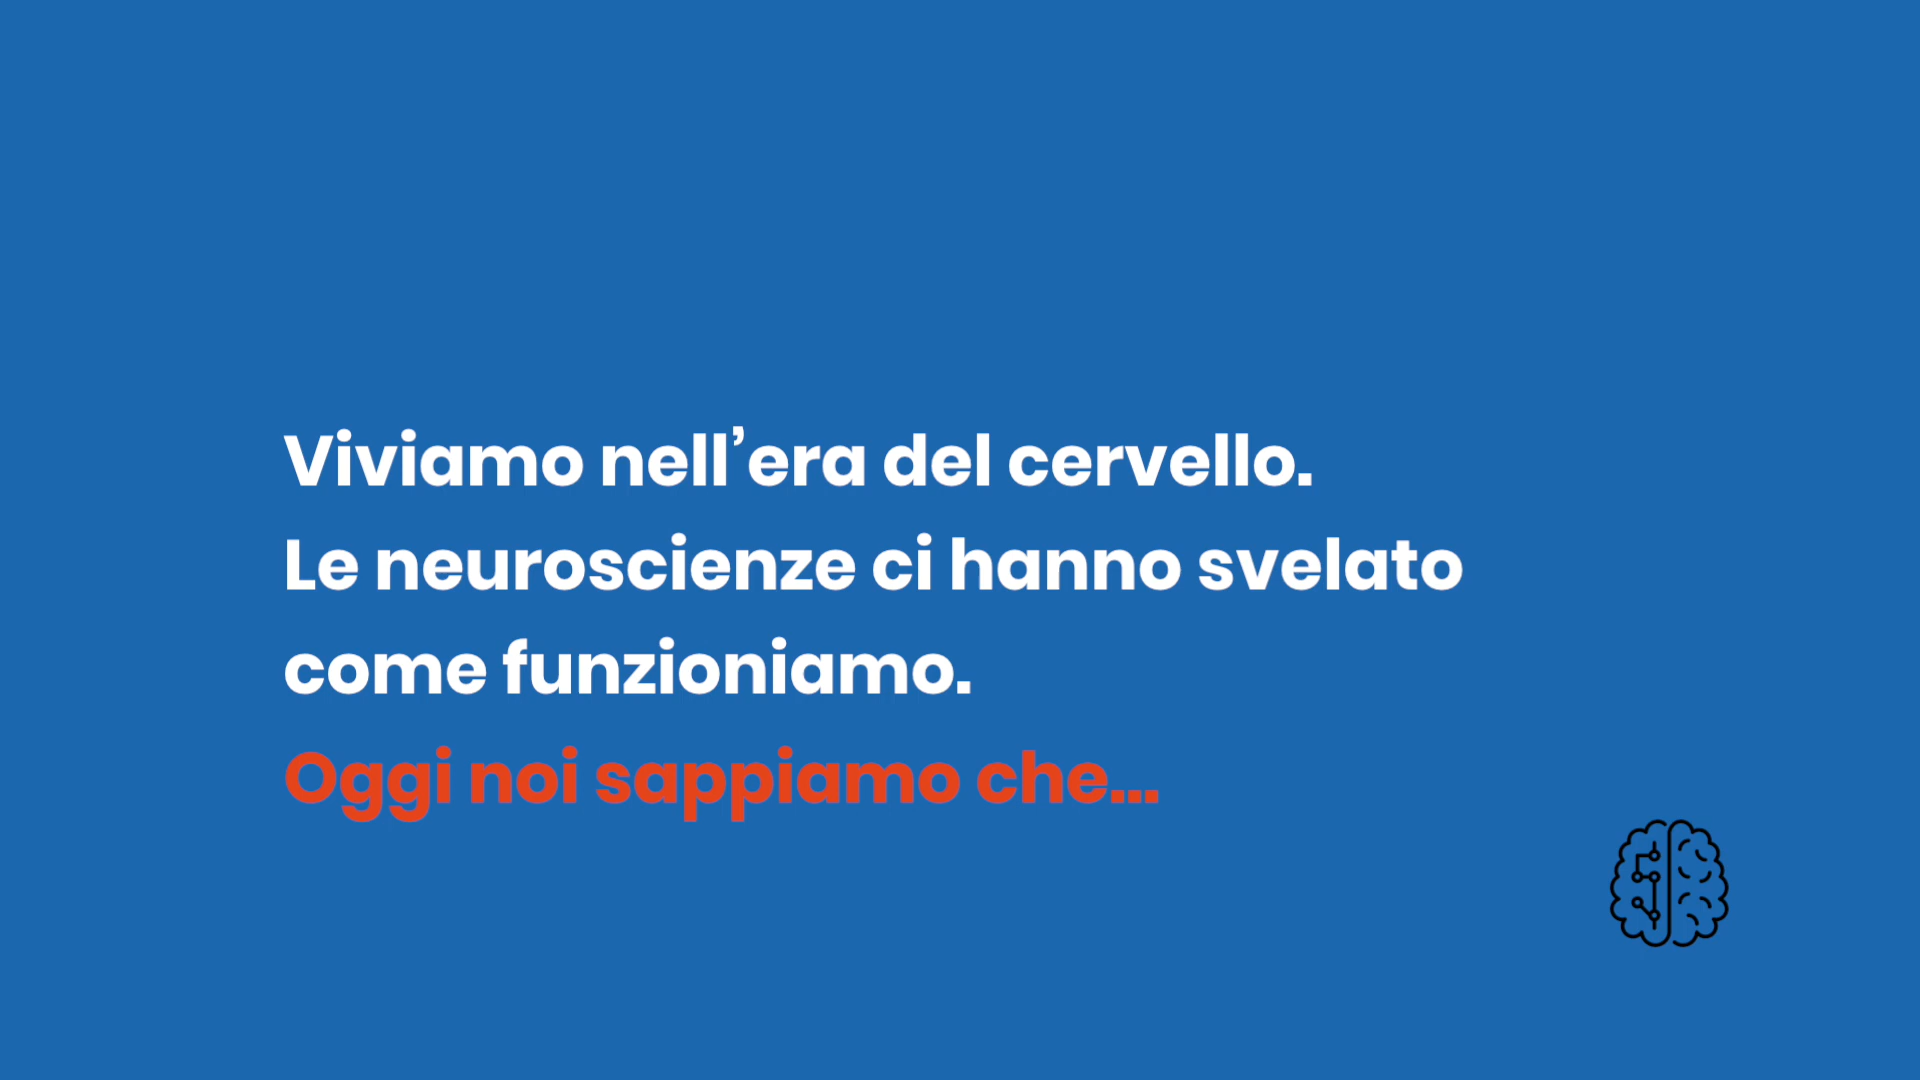 Viviamo nell’era del cervello.
Le neuroscienze ci hanno svelato
come funzioniamo.
Oggi noi sappiamo che...